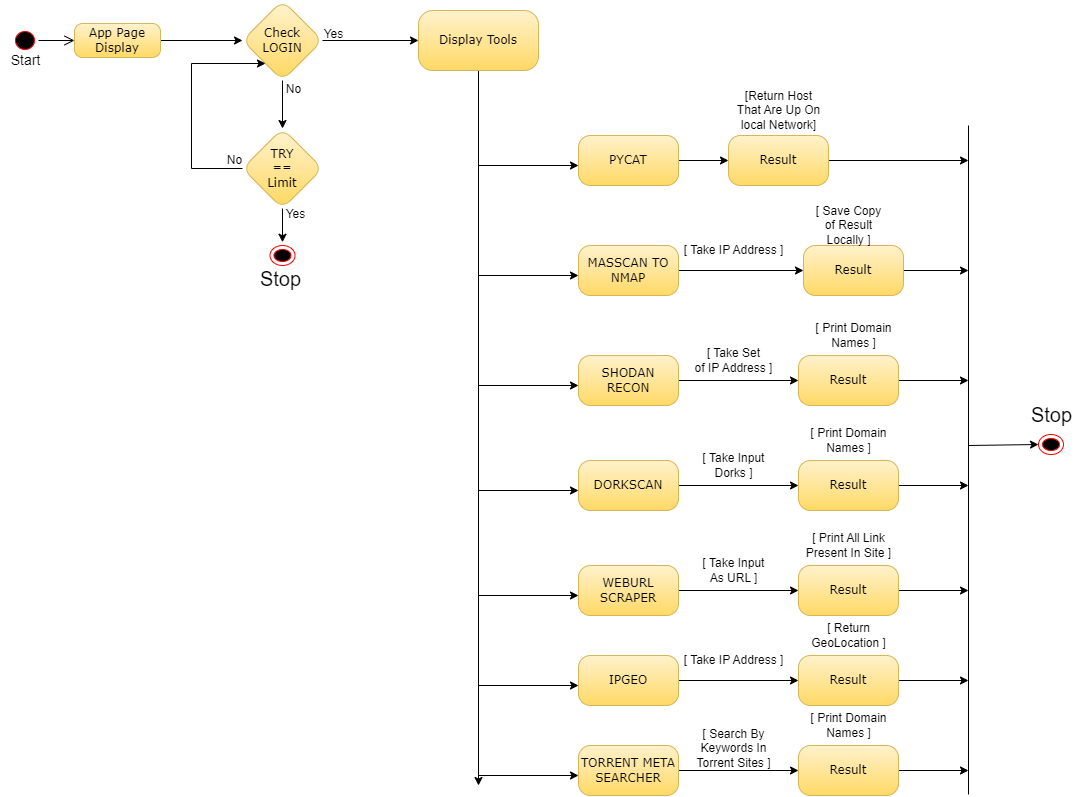 Start
App Page
Display
Check
LOGIN
Yes
Display Tools
No
TRY
==
Limit
No
Yes
Stop
[Return Host
That Are Up On
local Network]
PYCAT
Result
[ Save Copy
of Result
Locally ]
MASSCAN TO
NMAP
[ Take IP Address ]
Result
[ Print Domain
Names ]
SHODAN
RECON
[ Take Set
of IP Address ]
Result
[ Print Domain
Names ]
DORKSCAN
[ Take Input
Dorks ]
Result
[ Print All Link
Present In Site ]
WEBURL
SCRAPER
[ Take Input
As URL ]
Result
[ Return
GeoLocation ]
IPGEO
[ Take IP Address ]
Result
[ Print Domain
Names ]
TORRENT META
SEARCHER
[ Search By
Keywords In
Torrent Sites ]
Result
Stop